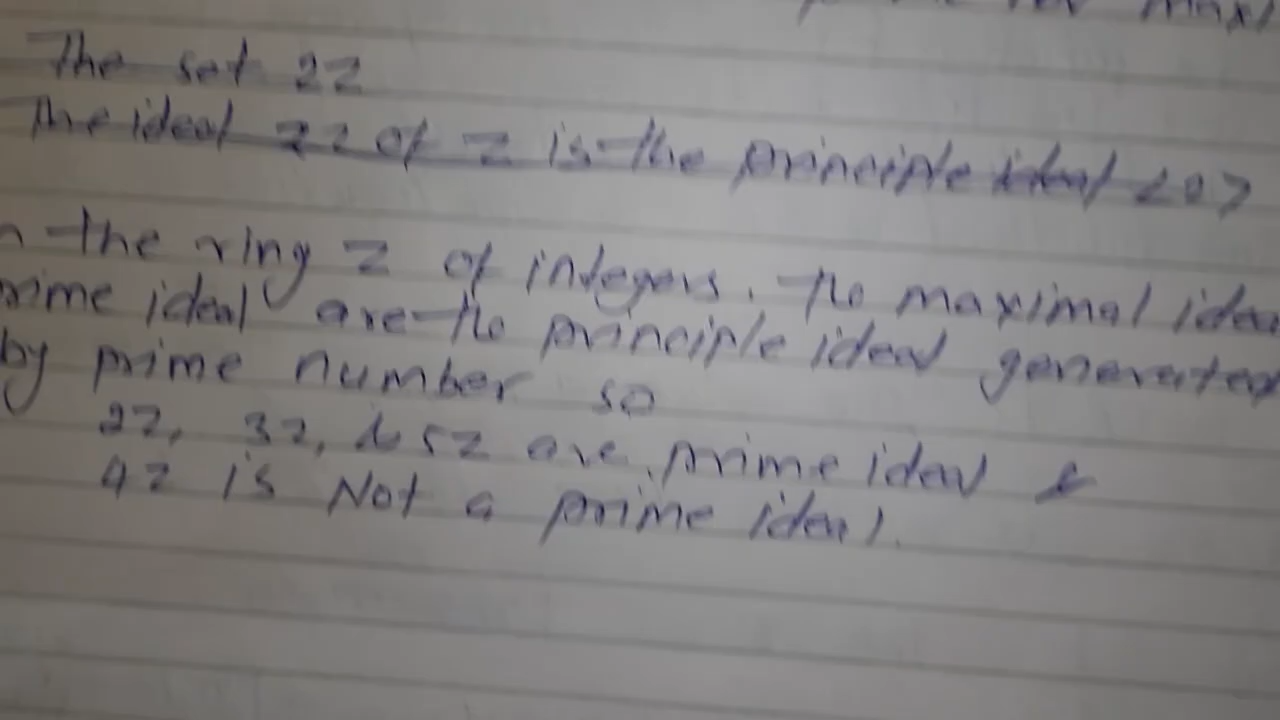 The set 2Z
The ideal 2Z of Z is the principle ideal <2>
n the ring Z of integers. The maximal idea
rime ideal are the principle ideal generated
by prime number so
2Z, 3Z, & 5Z are prime ideal &
4Z is Not a prime ideal.